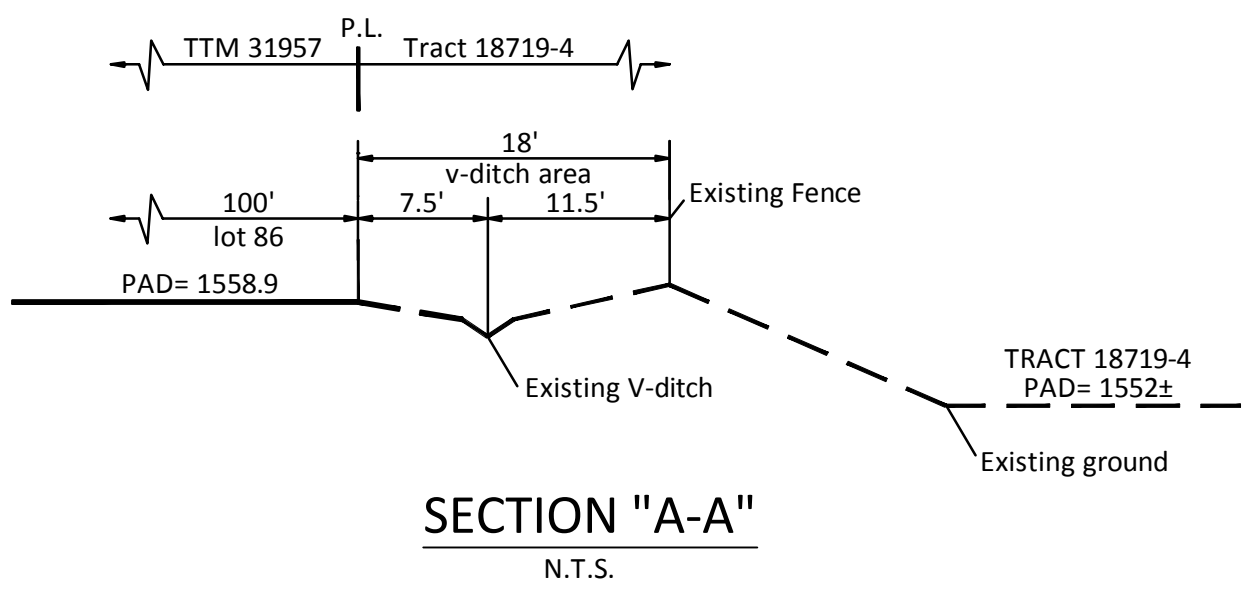 P.L.
TTM 31957
Tract 18719-4
18'
v-ditch area
100'
7.5'
11.5'
Existing Fence
lot 86
PAD= 1558.9
TRACT 18719-4
PAD= 1552±
Existing V-ditch
Existing ground
SECTION "A-A"
N.T.S.